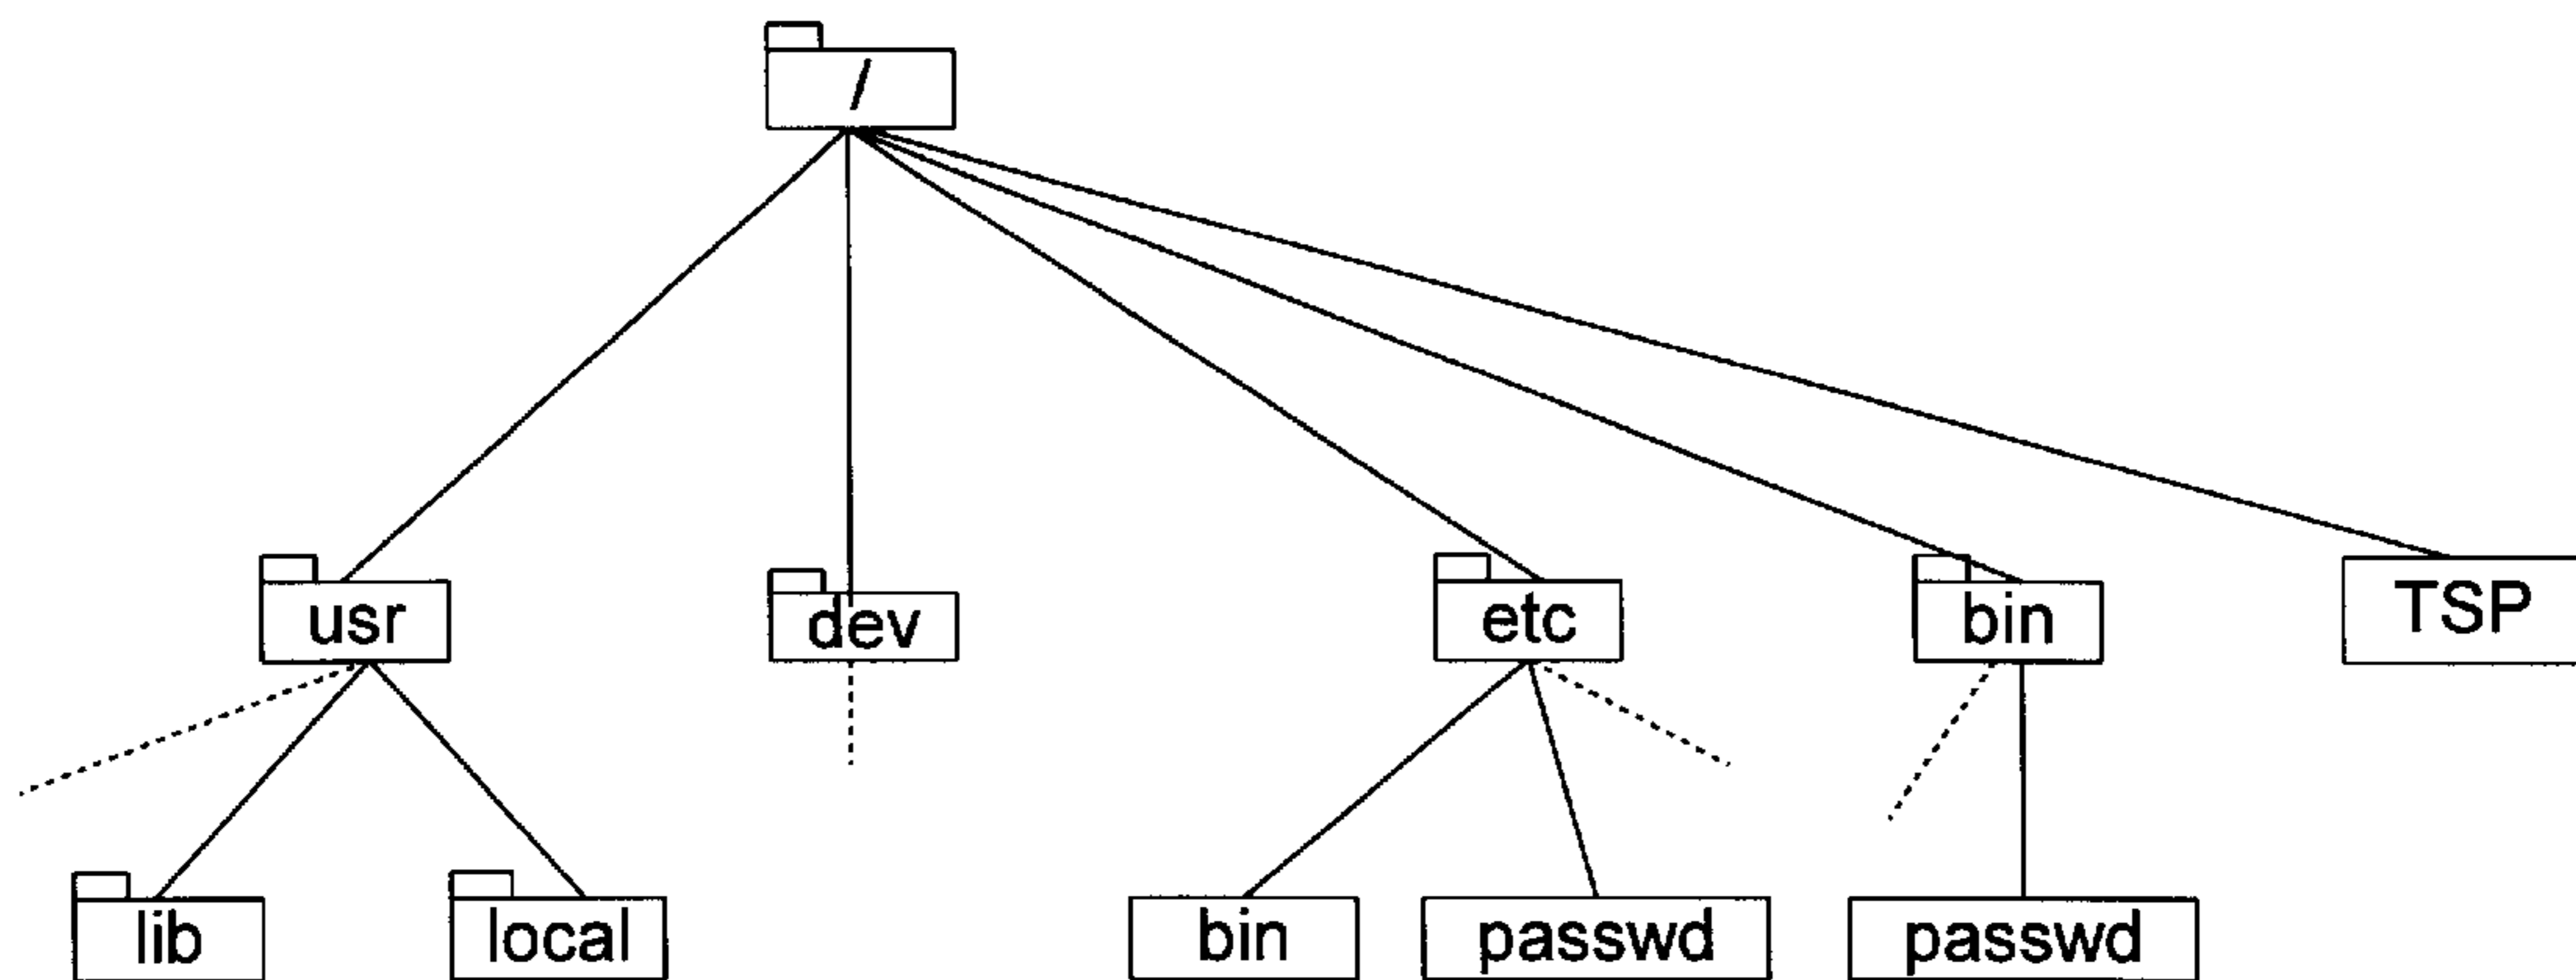 /
usr
dev
etc
bin
TSP
lib
local
bin
passwd
passwd